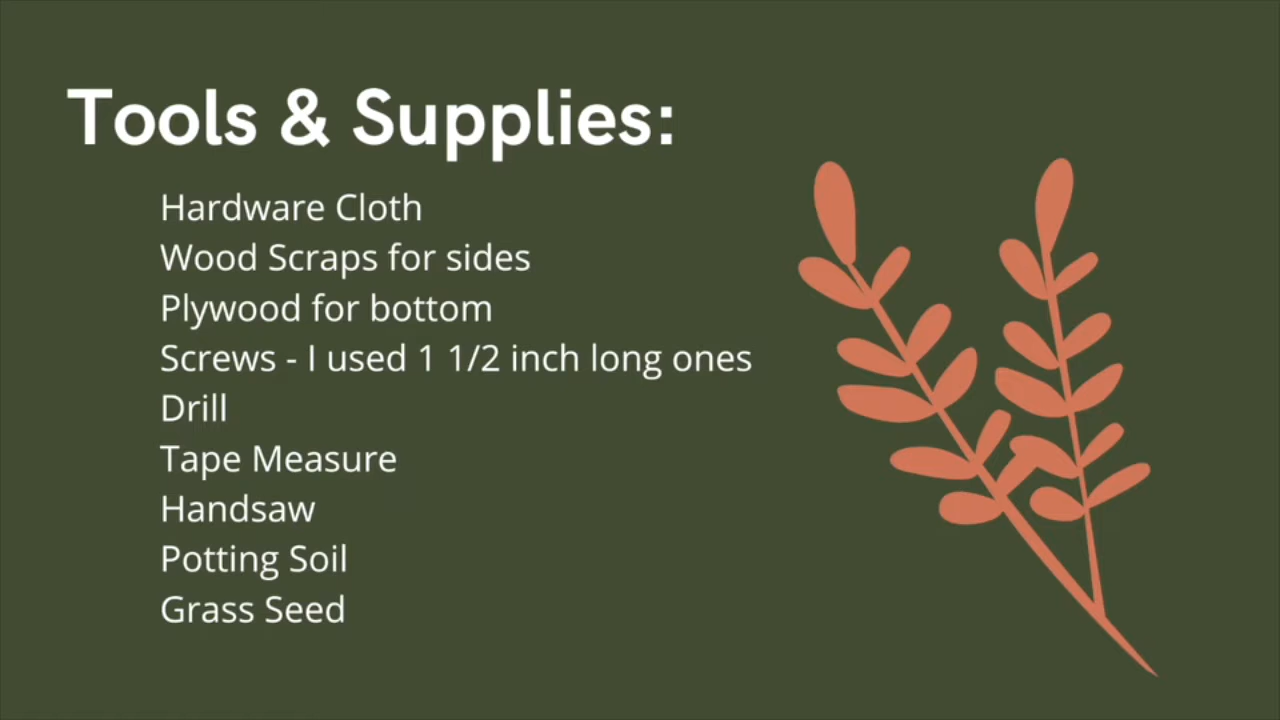 Tools & Supplies:
Hardware Cloth
Wood Scraps for sides
Plywood for bottom
Screws - I used 1 1/2 inch long ones
Drill
Tape Measure
Handsaw
Potting Soil
Grass Seed